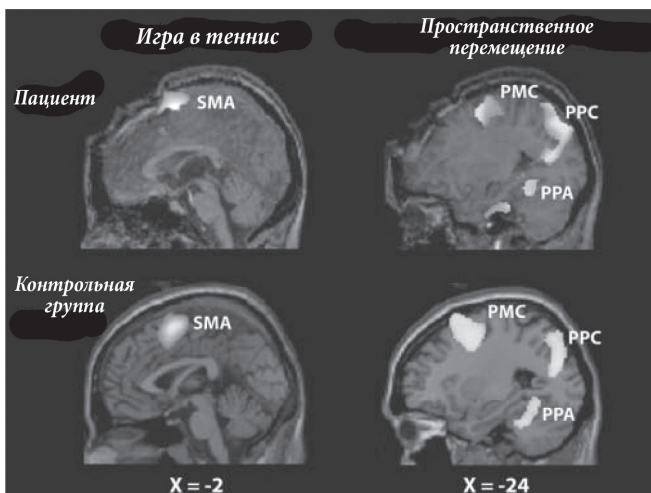 Игра в теннис
Пространственное
перемещение
Пациент
SMA
PMC
PPC
PPA
Контрольная
группа
SMA
PMC
PPC
PPA
X = -2
X = -24